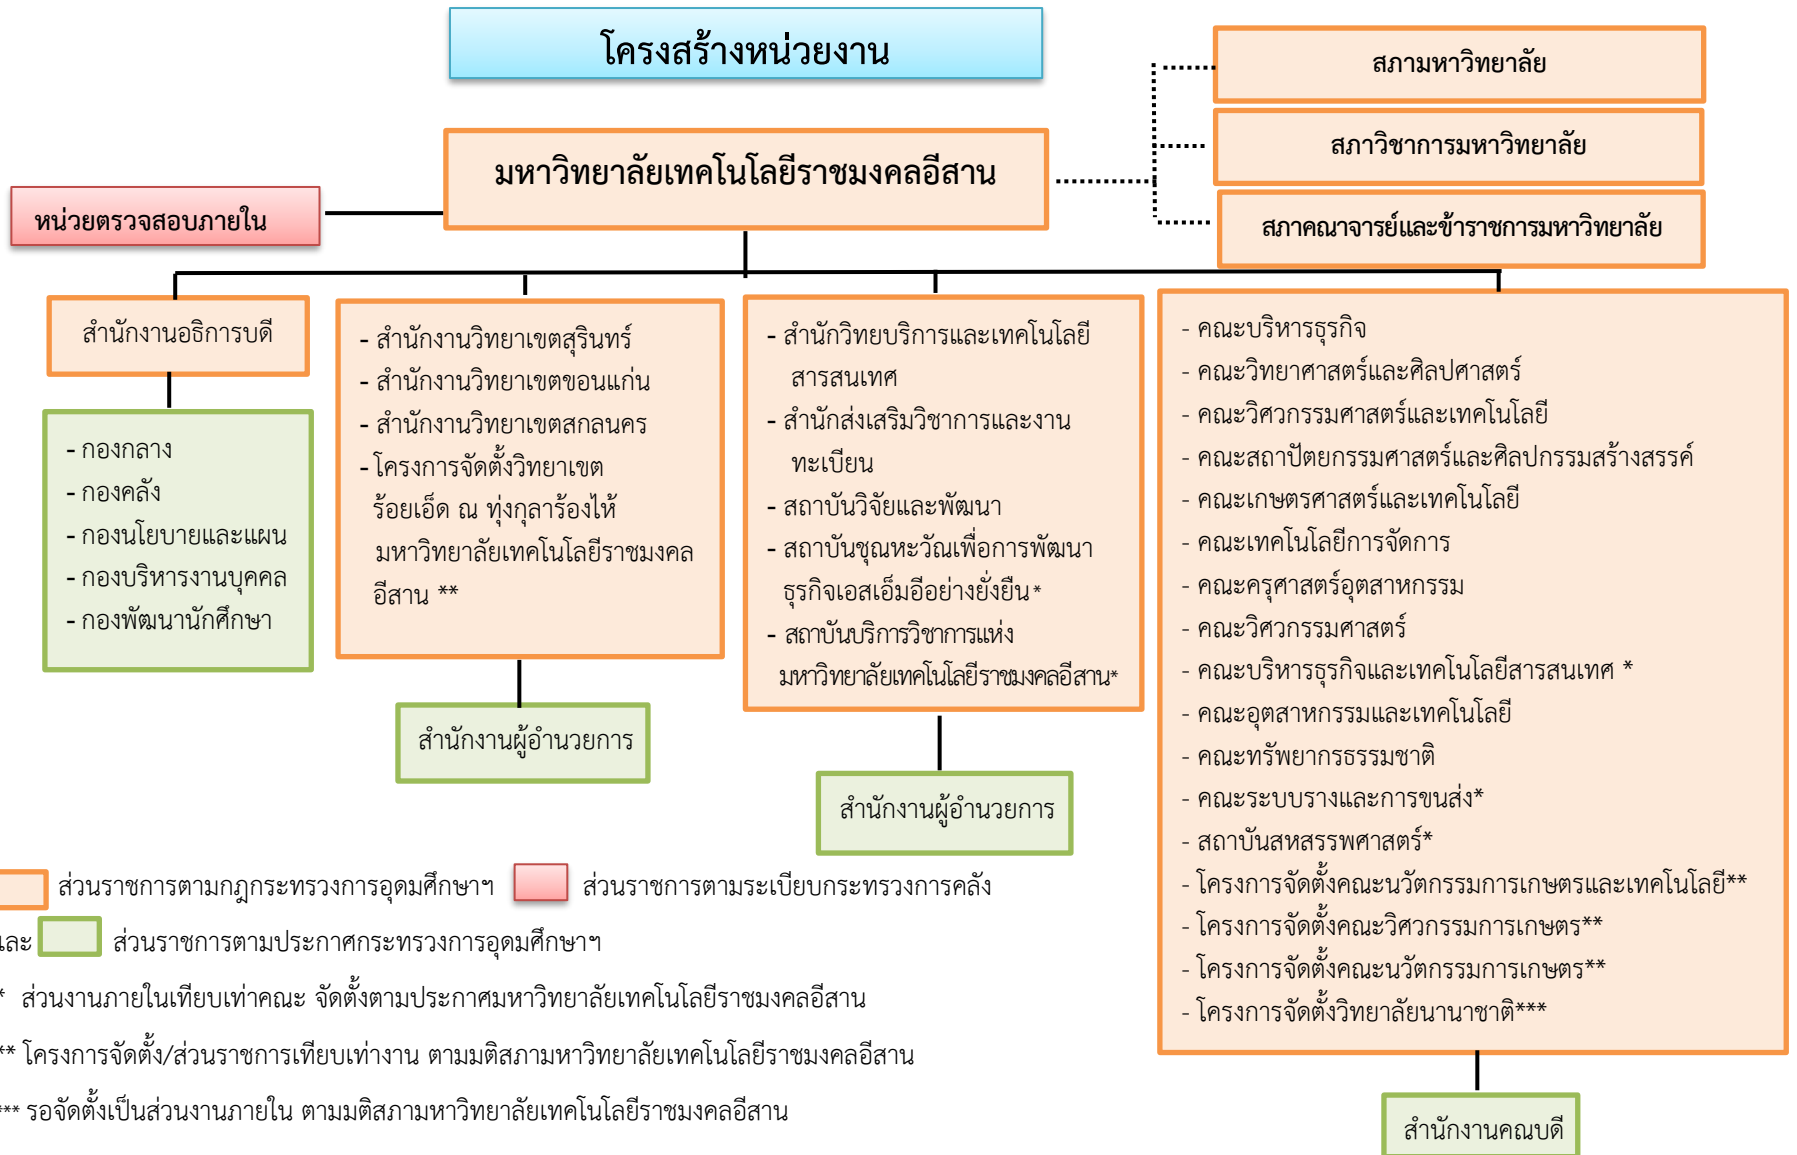 โครงสร้างหน่วยงาน
สภามหาวิทยาลัย
สภาวิชาการมหาวิทยาลัย
สภาคณาจารย์และข้าราชการมหาวิทยาลัย
มหาวิทยาลัยเทคโนโลยีราชมงคลอีสาน
หน่วยตรวจสอบภายใน
สำนักงานอธิการบดี
- กองกลาง
- กองคลัง
- กองนโยบายและแผน
- กองบริหารงานบุคคล
- กองพัฒนานักศึกษา
- สำนักงานวิทยาเขตสุรินทร์
- สำนักงานวิทยาเขตขอนแก่น
- สำนักงานวิทยาเขตสกลนคร
- โครงการจัดตั้งวิทยาเขต
ร้อยเอ็ด ณ ทุ่งกุลาร้องไห้
มหาวิทยาลัยเทคโนโลยีราชมงคล
อีสาน **
สำนักงานผู้อำนวยการ
- สำนักวิทยบริการและเทคโนโลยี
สารสนเทศ
- สำนักส่งเสริมวิชาการและงาน
ทะเบียน
- สถาบันวิจัยและพัฒนา
- สถาบันชุณหะวัณเพื่อการพัฒนา
ธุรกิจเอสเอ็มอีอย่างยั่งยืน*
- สถาบันบริการวิชาการแห่ง
มหาวิทยาลัยเทคโนโลยีราชมงคลอีสาน*
สำนักงานผู้อำนวยการ
- คณะบริหารธุรกิจ
- คณะวิทยาศาสตร์และศิลปศาสตร์
- คณะวิศวกรรมศาสตร์และเทคโนโลยี
- คณะสถาปัตยกรรมศาสตร์และศิลปกรรมสร้างสรรค์
- คณะเกษตรศาสตร์และเทคโนโลยี
- คณะเทคโนโลยีการจัดการ
- คณะครุศาสตร์อุตสาหกรรม
- คณะวิศวกรรมศาสตร์
- คณะบริหารธุรกิจและเทคโนโลยีสารสนเทศ *
- คณะอุตสาหกรรมและเทคโนโลยี
- คณะทรัพยากรธรรมชาติ
- คณะระบบรางและการขนส่ง*
- สถาบันสหสรรพศาสตร์*
- โครงการจัดตั้งคณะนวัตกรรมการเกษตรและเทคโนโลยี**
- โครงการจัดตั้งคณะวิศวกรรมการเกษตร**
- โครงการจัดตั้งคณะนวัตกรรมการเกษตร**
- โครงการจัดตั้งวิทยาลัยนานาชาติ***
สำนักงานคณบดี
ส่วนราชการตามกฎกระทรวงการอุดมศึกษาฯ ส่วนราชการตามระเบียบกระทรวงการคลัง
และ ส่วนราชการตามประกาศกระทรวงการอุดมศึกษาฯ
* ส่วนงานภายในเทียบเท่าคณะ จัดตั้งตามประกาศมหาวิทยาลัยเทคโนโลยีราชมงคลอีสาน
** โครงการจัดตั้ง/ส่วนราชการเทียบเท่างาน ตามมติสภามหาวิทยาลัยเทคโนโลยีราชมงคลอีสาน
*** รอจัดตั้งเป็นส่วนงานภายใน ตามมติสภามหาวิทยาลัยเทคโนโลยีราชมงคลอีสาน